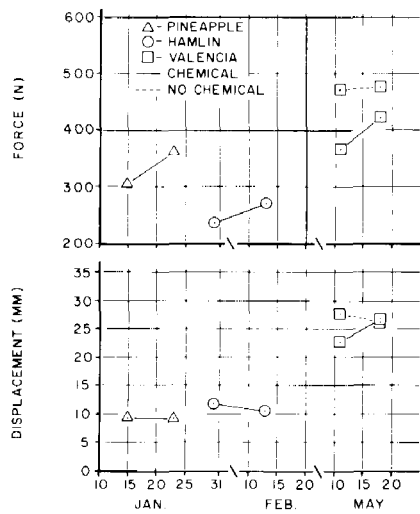 △ PINEAPPLE
○ HAMLIN
□ VALENCIA
CHEMICAL
NO CHEMICAL
FORCE (N)
600
500
400
300
200
DISPLACEMENT (MM)
35
30
25
20
15
10
5
0
10 15 20 25 31 10 15 20 10 15 20
JAN. FEB. MAY